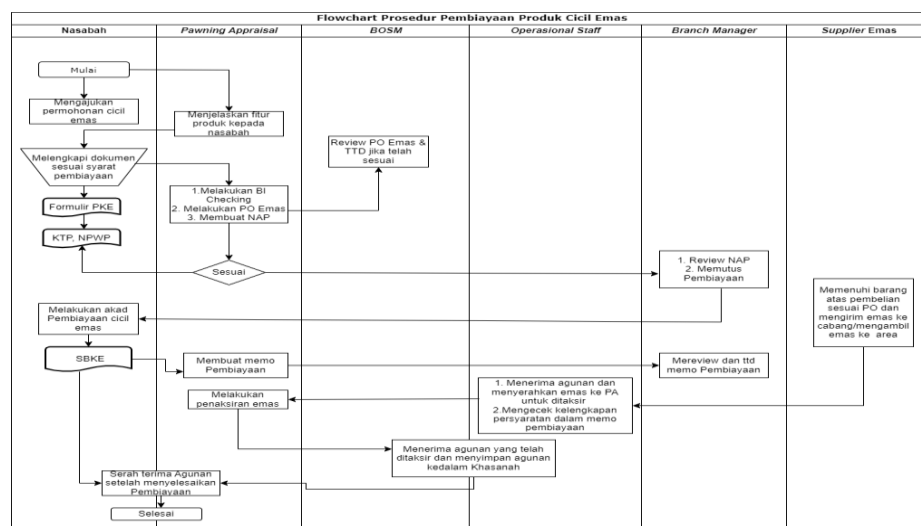 Flowchart Prosedur Pembiayaan Produk Cicil Emas
Nasabah
Pawning Appraisal
BOSM
Operasional Staff
Branch Manager
Supplier Emas
Mulai
Mengajukan
permohonan cicil
emas
Menjelaskan fitur
produk kepada
nasabah
Melengkapi dokumen
sesuai syarat
pembiayaan
Review PO Emas &
TTD jika telah
sesuai
Formulir PKE
1.Melakukan BI
Checking
2. Melakukan PO Emas
3. Membuat NAP
KTP, NPWP
Sesuai
1. Review NAP
2. Memutus
Pembiayaan
Memenuhi barang
atas pembelian
sesuai PO dan
mengirim emas ke
cabang/mengambil
emas ke area
Melakukan akad
Pembiayaan cicil
emas
SBKE
Membuat memo
Pembiayaan
Mereview dan ttd
memo Pembiayaan
Melakukan
penaksiran emas
1. Menerima agunan dan
menyerahkan emas ke PA
untuk ditaksir
2.Mengecek kelengkapan
persyaratan dalam memo
pembiayaan
Menerima agunan yang telah
ditaksir dan menyimpan agunan
kedalam Khasanah
Serah terima Agunan
setelah menyelesaikan
Pembiayaan
Selesai